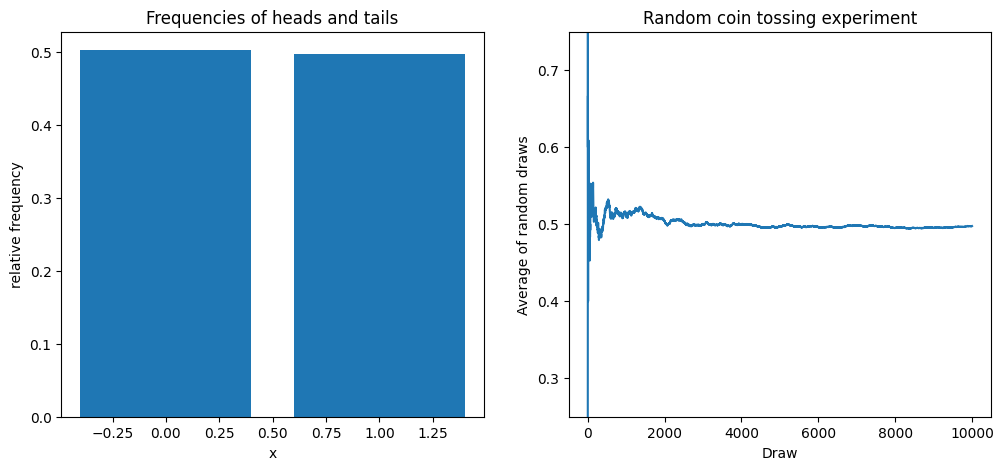 Frequencies of heads and tails
relative frequency
0.5
0.4
0.3
0.2
0.1
0.0
−0.25 0.00 0.25 0.50 0.75 1.00 1.25
x
Random coin tossing experiment
Average of random draws
0.7
0.6
0.5
0.4
0.3
0 2000 4000 6000 8000 10000
Draw